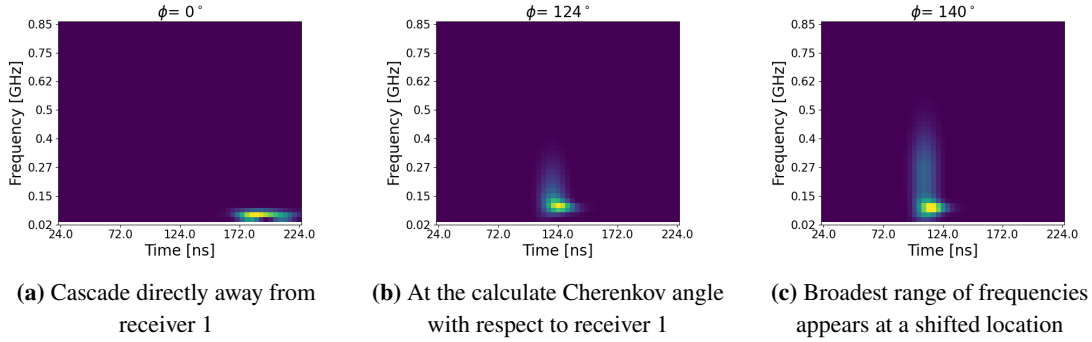 ϕ= 0°
0.85
0.75
0.62
0.5
0.4
0.27
0.15
0.02
Frequency [GHz]
24.0 72.0 124.0 172.0 224.0
Time [ns]
(a) Cascade directly away from
receiver 1
ϕ= 124°
0.85
0.75
0.62
0.5
0.4
0.27
0.15
0.02
Frequency [GHz]
24.0 72.0 124.0 172.0 224.0
Time [ns]
(b) At the calculate Cherenkov angle
with respect to receiver 1
ϕ= 140°
0.85
0.75
0.62
0.5
0.4
0.27
0.15
0.02
Frequency [GHz]
24.0 72.0 124.0 172.0 224.0
Time [ns]
(c) Broadest range of frequencies
appears at a shifted location